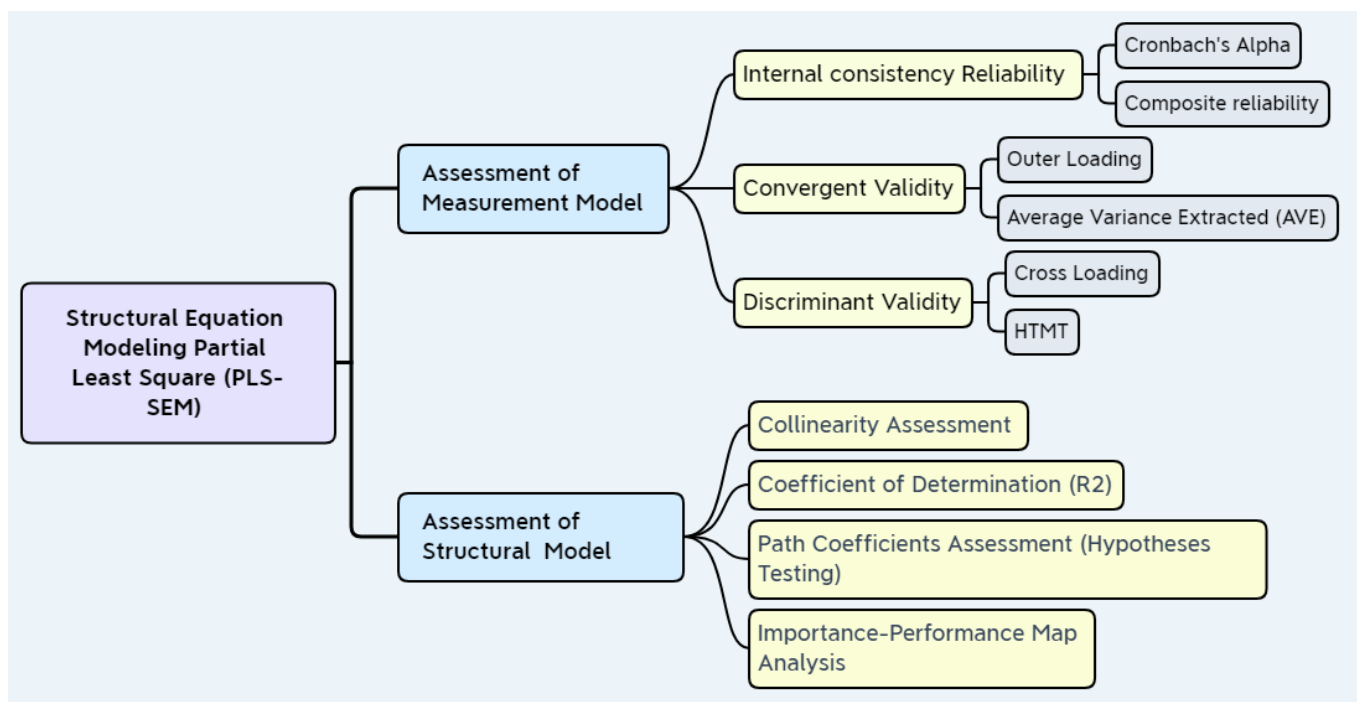 Structural Equation
Modeling Partial
Least Square (PLS-
SEM)
Assessment of
Measurement Model
Internal consistency Reliability
Cronbach's Alpha
Composite reliability
Convergent Validity
Outer Loading
Average Variance Extracted (AVE)
Discriminant Validity
Cross Loading
HTMT
Assessment of
Structural Model
Collinearity Assessment
Coefficient of Determination (R2)
Path Coefficients Assessment (Hypotheses
Testing)
Importance-Performance Map
Analysis